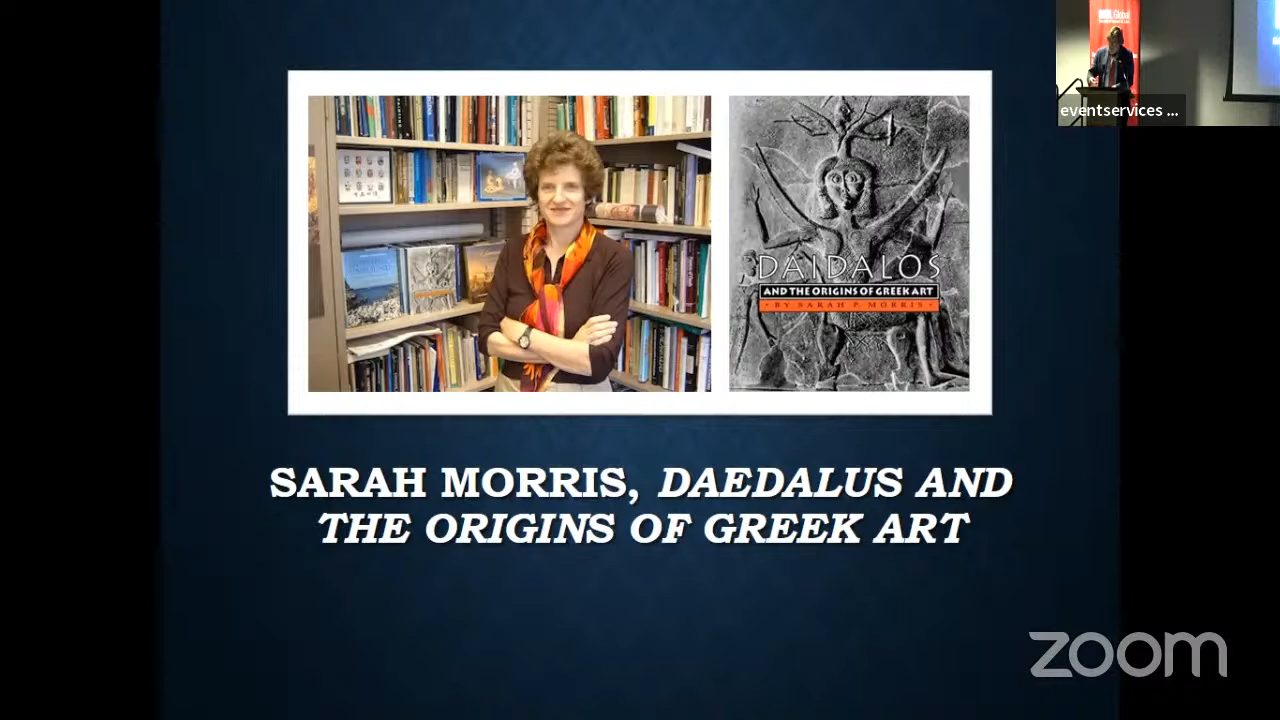 Global
eventservices ...
DAIDALOS
AND THE ORIGINS OF GREEK ART
BY SARAH P. MORRIS
SARAH MORRIS, DAEDALUS AND
THE ORIGINS OF GREEK ART
zoom